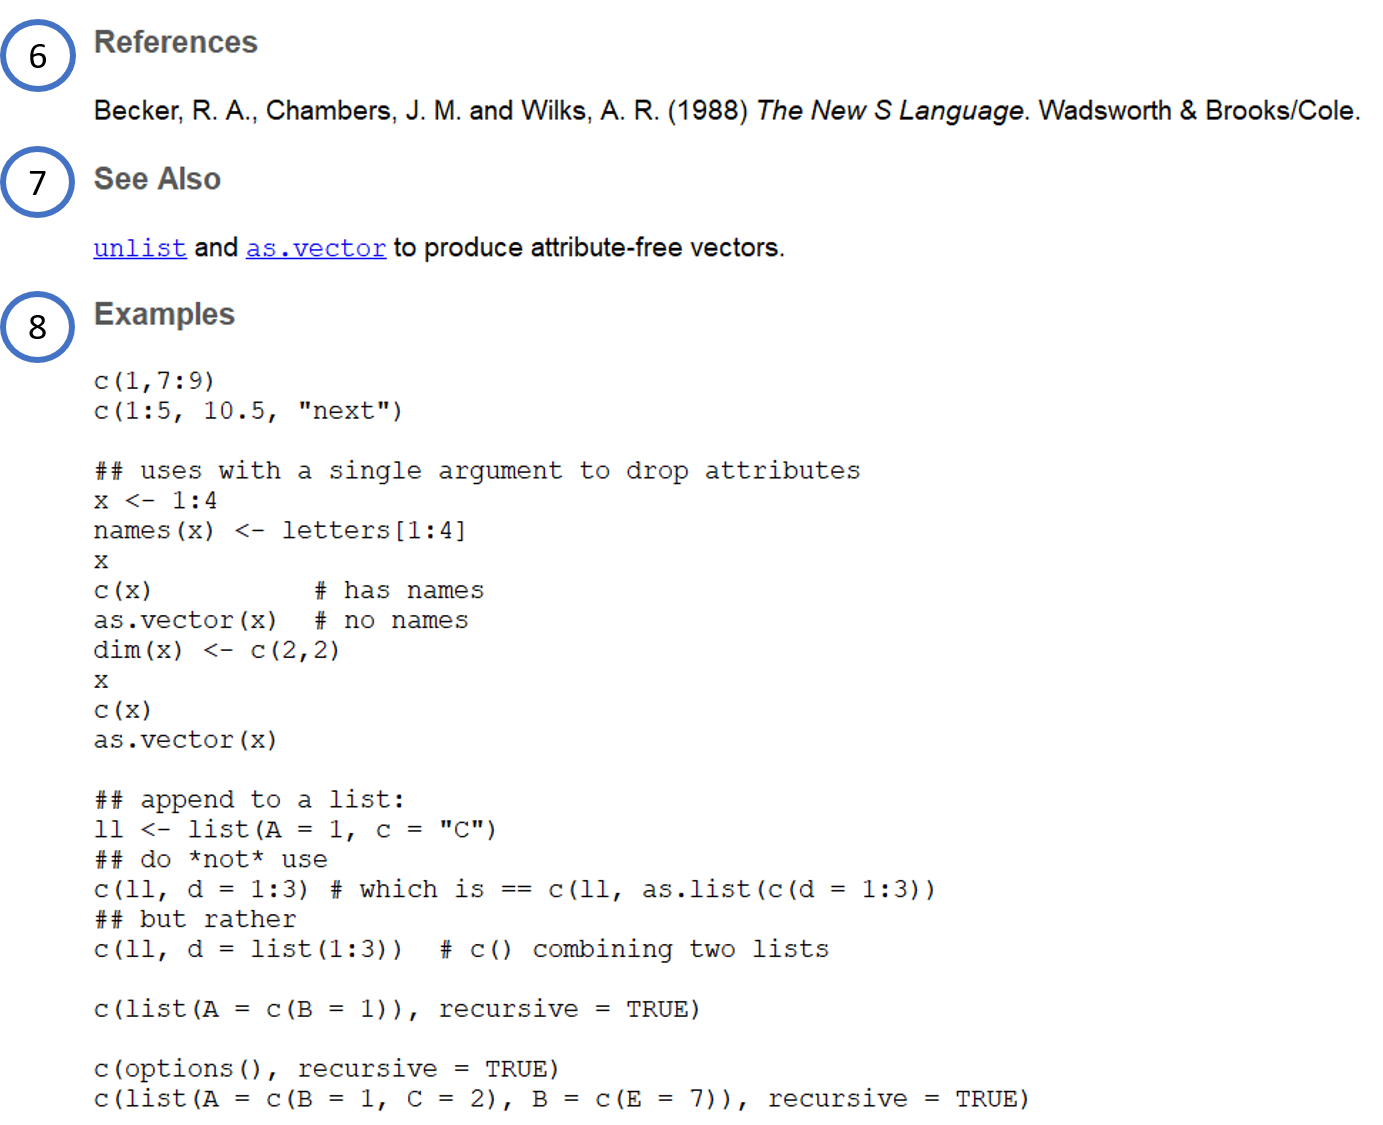 6 References
Becker, R. A., Chambers, J. M. and Wilks, A. R. (1988) The New S Language. Wadsworth & Brooks/Cole.
7 See Also
unlist and as.vector to produce attribute-free vectors.
8 Examples
c(1,7:9)
c(1:5, 10.5, "next")
## uses with a single argument to drop attributes
x <- 1:4
names(x) <- letters[1:4]
x
c(x)          # has names
as.vector(x)  # no names
dim(x) <- c(2,2)
x
c(x)
as.vector(x)
## append to a list:
ll <- list(A = 1, c = "C")
## do *not* use
c(ll, d = 1:3) # which is == c(ll, as.list(c(d = 1:3))
## but rather
c(ll, d = list(1:3))  # c() combining two lists
c(list(A = c(B = 1)), recursive = TRUE)
c(options(), recursive = TRUE)
c(list(A = c(B = 1, C = 2), B = c(E = 7)), recursive = TRUE)